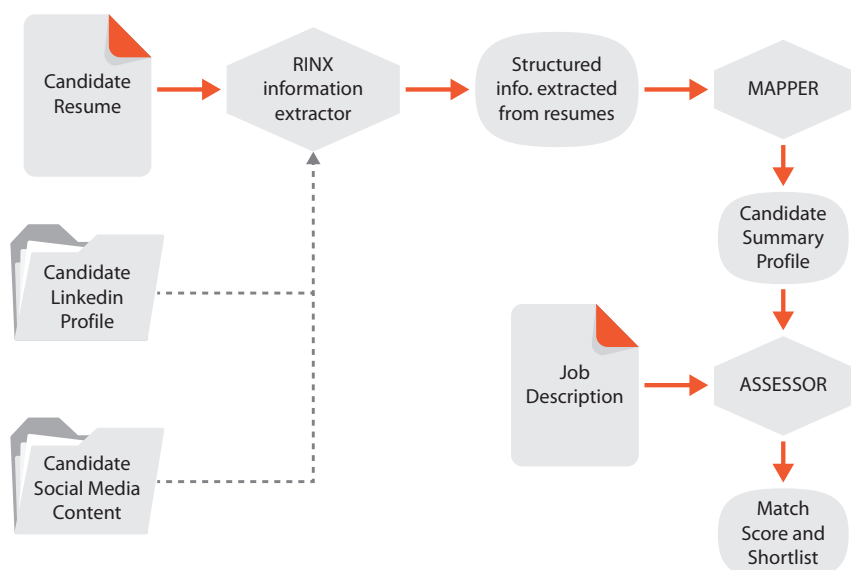 Candidate
Resume
RINX
information
extractor
Structured
info. extracted
from resumes
MAPPER
Candidate
Linkedin
Profile
Candidate
Summary
Profile
Job
Description
ASSESSOR
Candidate
Social Media
Content
Match
Score and
Shortlist